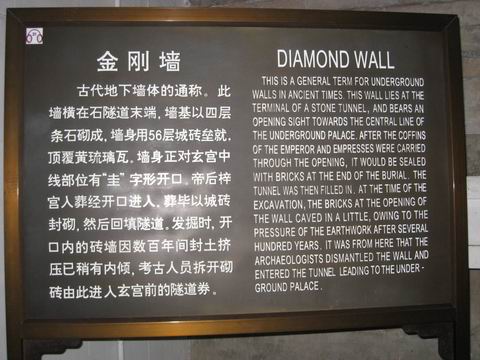 金刚墙
古代地下墙体的通称。此
墙横在石隧道末端，墙基以四层
条石砌成，墙身用56层城砖垒就，
顶覆黄琉璃瓦。墙身正对玄宫中
线部位有"圭"字形开口，帝后梓
宫入葬经开口进入，葬毕以城砖
封砌，然后回填隧道。发掘时，开
口内的砖墙因数百年间封土挤
压已稍有内倾，考古人员拆开砌
砖由此进入玄宫前的隧道券。
DIAMOND WALL
THIS IS A GENERAL TERM FOR UNDERGROUND
WALLS IN ANCIENT TIMES. THIS WALL LIES AT THE
TERMINAL OF A STONE TUNNEL, AND BEARS AN
OPENING SIGHT TOWARDS THE CENTRAL LINE OF
THE UNDERGROUND PALACE. AFTER THE COFFINS
OF THE EMPEROR AND EMPRESSES WERE CARRIED
THROUGH THE OPENING, IT WOULD BE SEALED
WITH BRICKS AT THE END OF THE BURIAL. THE
TUNNEL WAS THEN FILLED IN. AT THE TIME OF THE
EXCAVATION, THE BRICKS AT THE OPENING OF
THE WALL CAVED IN A LITTLE, OWING TO THE
PRESSURE OF THE EARTHWORK AFTER SEVERAL
HUNDRED YEARS. IT WAS FROM HERE THAT THE
ARCHAEOLOGISTS DISMANTLED THE WALL AND
ENTERED THE TUNNEL LEADING TO THE UNDER-
GROUND PALACE.